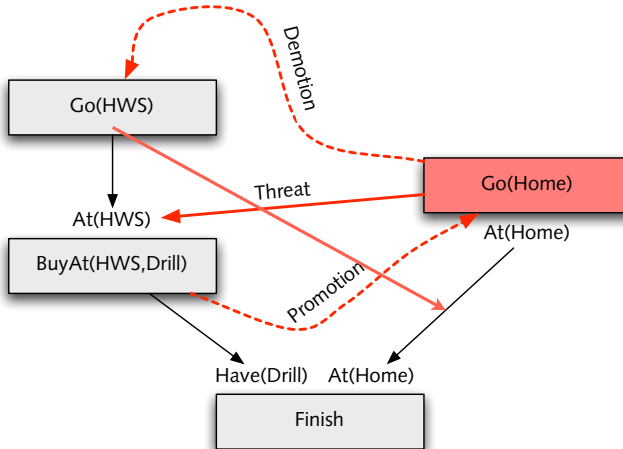 Demotion
Go(HWS)
Threat
Go(Home)
At(HWS)
At(Home)
BuyAt(HWS,Drill)
Promotion
Have(Drill) At(Home)
Finish